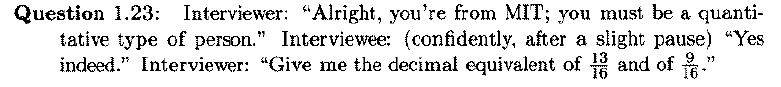 Question 1.23: Interviewer: "Alright, you're from MIT; you must be a quanti-
tative type of person." Interviewee: (confidently, after a slight pause) "Yes
indeed." Interviewer: "Give me the decimal equivalent of 13/16 and of 9/16."